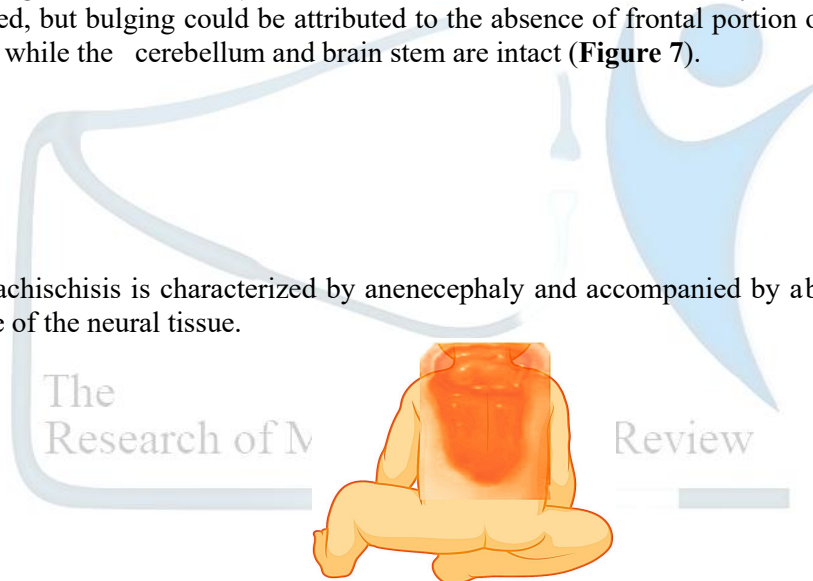 ed, but bulging could be attributed to the absence of frontal portion o
while the cerebellum and brain stem are intact (Figure 7).
achischisis is characterized by anenecephaly and accompanied by ab
e of the neural tissue.
The
Research of M Review